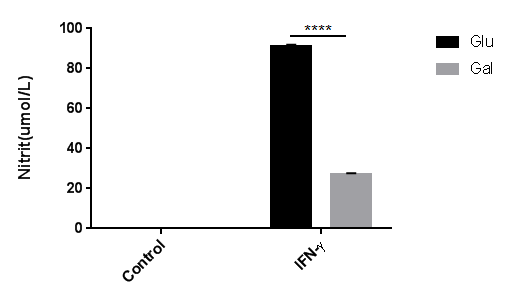 ****
Glu
Gal
Nitrit(umol/L)
100
80
60
40
20
0
Control
IFN-γ